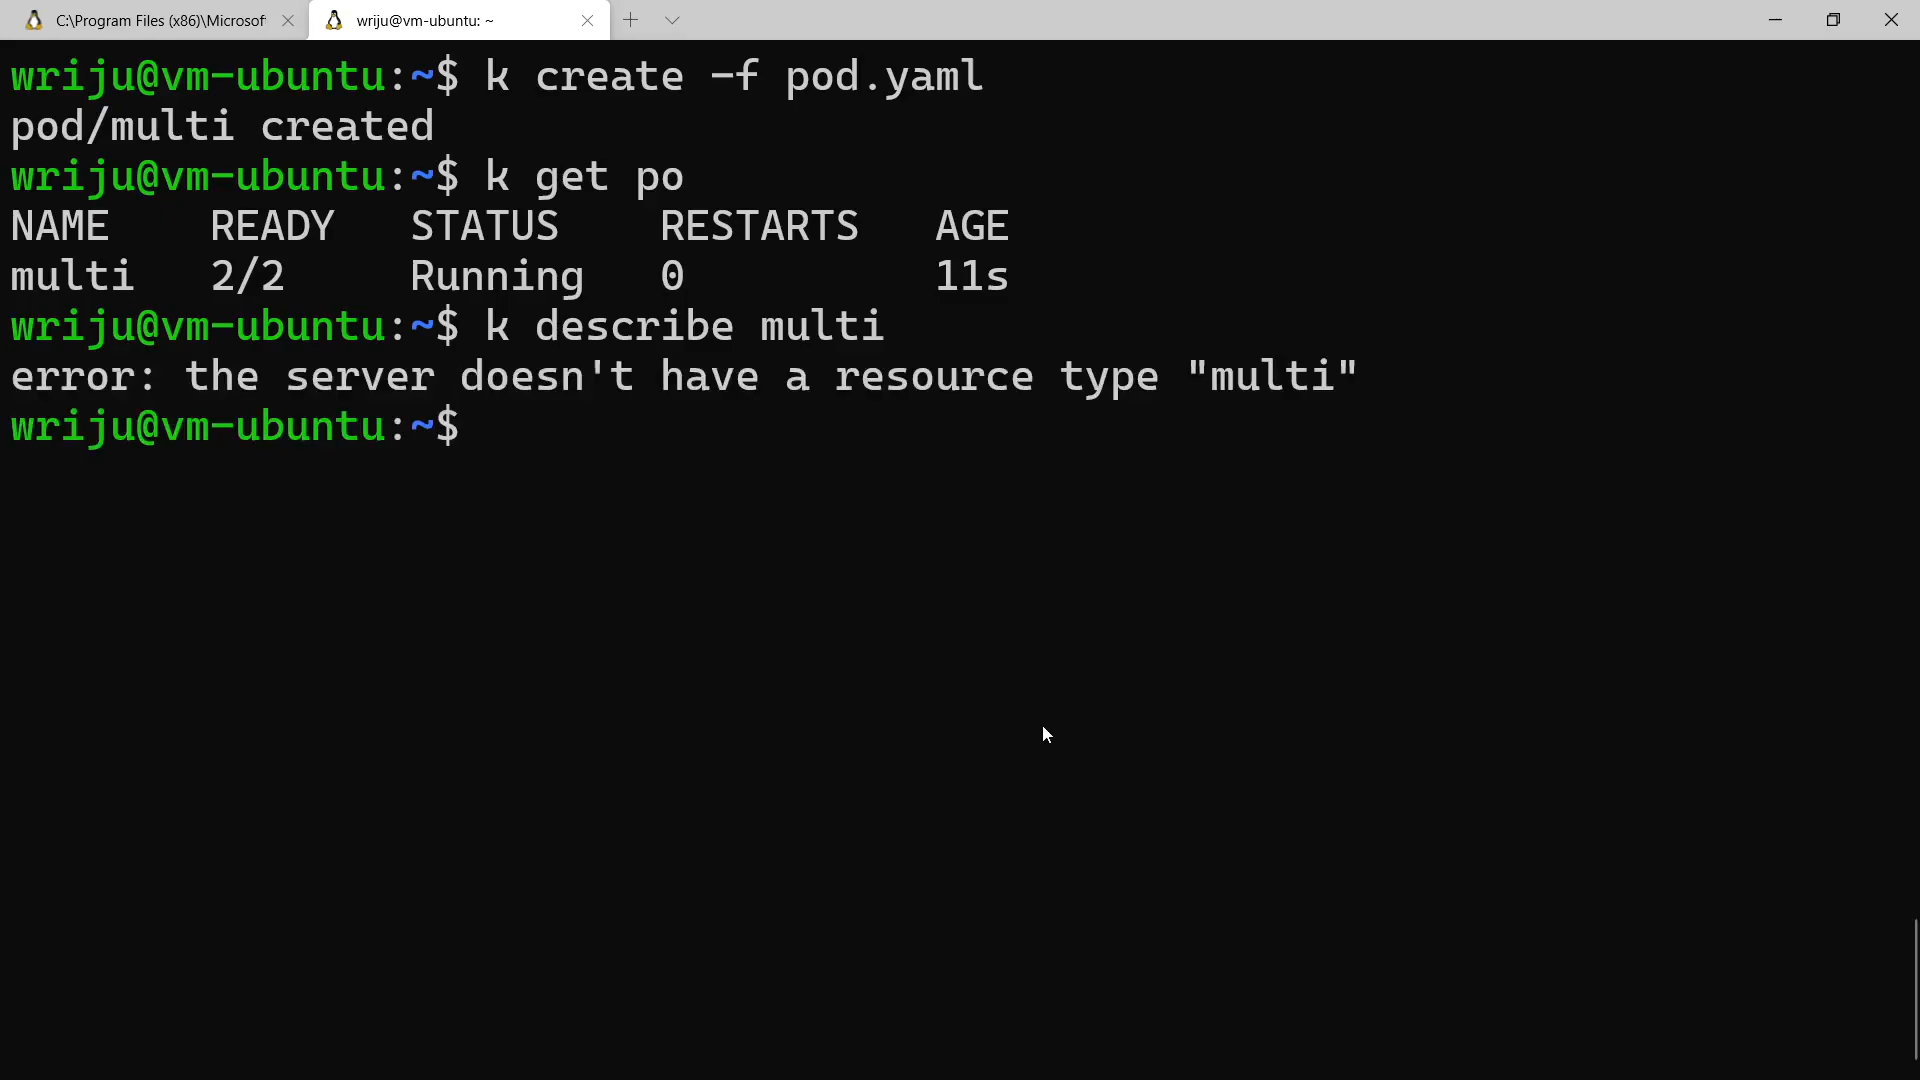 C:\Program Files (x86)\Microsof
wriju@vm-ubuntu: ~
wriju@vm-ubuntu:~$ k create -f pod.yaml
pod/multi created
wriju@vm-ubuntu:~$ k get po
NAME    READY   STATUS    RESTARTS   AGE
multi   2/2     Running   0          11s
wriju@vm-ubuntu:~$ k describe multi
error: the server doesn't have a resource type "multi"
wriju@vm-ubuntu:~$